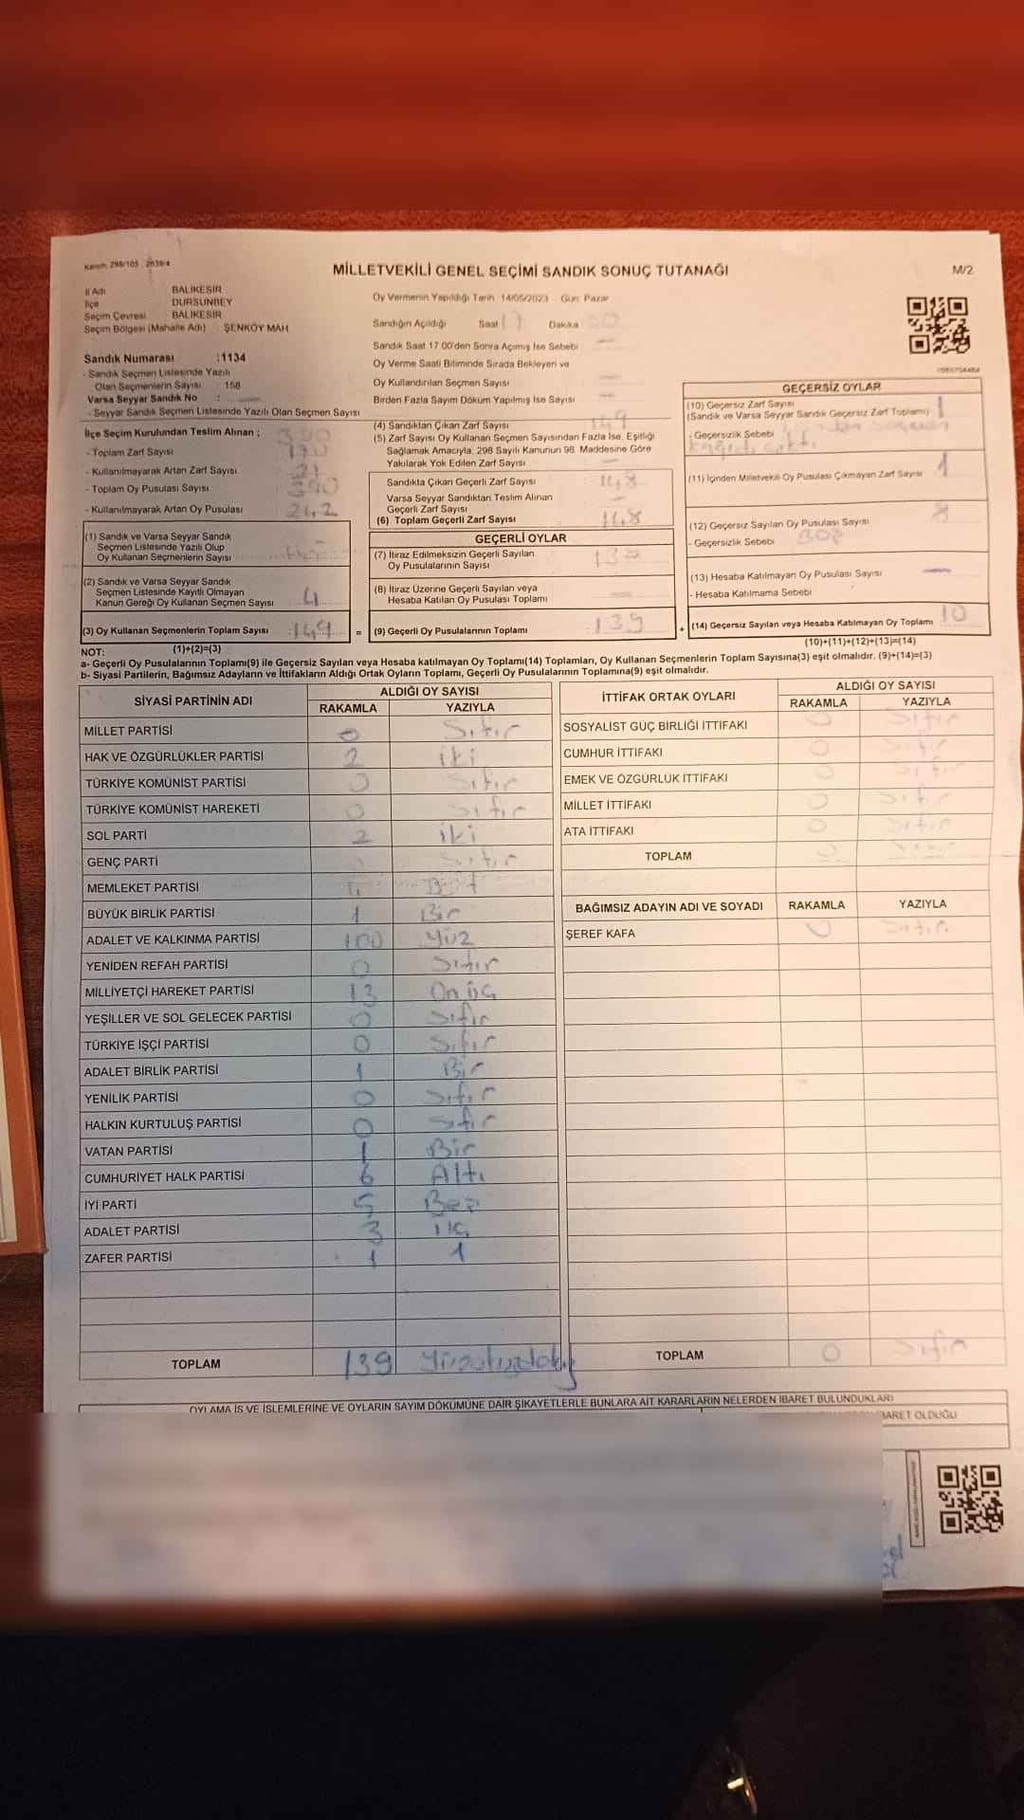 Kanun, 298/105
MİLLETVEKİLİ GENEL SEÇİMİ SANDIK SONUÇ TUTANAĞI
M/2
İl Adı BALIKESİR
İlçe DURSUNBEY
Seçim Çevresi BALIKESİR
Seçim Bölgesi (Mahalle Adı) : ŞENKÖY MAH
Sandık Numarası :1134
- Sandık Seçmen Listesinde Yazılı
Olan Seçmenlerin Sayısı : 158
Varsa Seyyar Sandık No :
- Seyyar Sandık Seçmen Listesinde Yazılı Olan Seçmen Sayısı
İlçe Seçim Kurulundan Teslim Alınan ;
- Toplam Zarf Sayısı
- Kullanılmayarak Artan Zarf Sayısı
- Toplam Oy Pusulası Sayısı
- Kullanılmayarak Artan Oy Pusulası 242
(1) Sandık ve Varsa Seyyar Sandık
Seçmen Listesinde Yazılı Olup
Oy Kullanan Seçmenlerin Sayısı
(2) Sandık ve Varsa Seyyar Sandık
Seçmen Listesinde Kayıtlı Olmayan
Kanun Gereği Oy Kullanan Seçmen Sayısı 4
(3) Oy Kullanan Seçmenlerin Toplam Sayısı 149 =
(1)+(2)=(3)
Oy Vermenin Yapıldığı Tarih 14/05/2023 Gün: Pazar
Sandığın Açıldığı Saat 17 Dakika 00
Sandık Saat 17.00'den Sonra Açımış İse Sebebi
Oy Verme Saati Bitiminde Sırada Bekleyen ve
Oy Kullandırılan Seçmen Sayısı
Birden Fazla Sayım Döküm Yapılmış İse Sayısı
(4) Sandıktan Çıkan Zarf Sayısı 149
(5) Zarf Sayısı Oy Kullanan Seçmen Sayısından Fazla İse, Eşitliği
Sağlamak Amacıyla, 298 Sayılı Kanunun 98. Maddesine Göre
Yakılarak Yok Edilen Zarf Sayısı
Sandıkta Çıkan Geçerli Zarf Sayısı 148
Varsa Seyyar Sandıktan Teslim Alınan
Geçerli Zarf Sayısı
(6) Toplam Geçerli Zarf Sayısı 148
GEÇERLİ OYLAR
(7) İtiraz Edilmeksizin Geçerli Sayılan
Oy Pusulalarının Sayısı 139
(8) İtiraz Üzerine Geçerli Sayılan veya
Hesaba Katılan Oy Pusulası Toplamı
(9) Geçerli Oy Pusulalarının Toplamı 139 +
GEÇERSİZ OYLAR
(10) Geçersiz Zarf Sayısı 1
(Sandık ve Varsa Seyyar Sandık Geçersiz Zarf Toplamı)
- Geçersizlik Sebebi
(11) İçinden Milletvekili Oy Pusulası Çıkmayan Zarf Sayısı 1
(12) Geçersiz Sayılan Oy Pusulası Sayısı 8
- Geçersizlik Sebebi
(13) Hesaba Katılmayan Oy Pusulası Sayısı
- Hesaba Katılmama Sebebi
(14) Geçersiz Sayılan veya Hesaba Katılmayan Oy Toplamı 10
(10)+(11)+(12)+(13)=(14)
NOT:
a- Geçerli Oy Pusulalarının Toplamı(9) ile Geçersiz Sayılan veya Hesaba katılmayan Oy Toplamı(14) Toplamları, Oy Kullanan Seçmenlerin Toplam Sayısına(3) eşit olmalıdır. (9)+(14)=(3)
b- Siyasi Partilerin, Bağımsız Adayların ve İttifakların Aldığı Ortak Oyların Toplamı, Geçerli Oy Pusulalarının Toplamına(9) eşit olmalıdır.
SİYASİ PARTİNİN ADI ALDIĞI OY SAYISI
RAKAMLA YAZIYLA
MİLLET PARTİSİ 0 Sıfır
HAK VE ÖZGÜRLÜKLER PARTİSİ 2 iki
TÜRKİYE KOMÜNİST PARTİSİ 0 Sıfır
TÜRKİYE KOMÜNİST HAREKETİ 0 Sıfır
SOL PARTİ 2 iki
GENÇ PARTİ Sıfır
MEMLEKET PARTİSİ
BÜYÜK BİRLİK PARTİSİ 1 Bir
ADALET VE KALKINMA PARTİSİ 100 Yüz
YENİDEN REFAH PARTİSİ 0 Sıfır
MİLLİYETÇİ HAREKET PARTİSİ 13 On üç
YEŞİLLER VE SOL GELECEK PARTİSİ 0 Sıfır
TÜRKİYE İŞÇİ PARTİSİ 0 Sıfır
ADALET BİRLİK PARTİSİ 1 Bir
YENİLİK PARTİSİ 0 Sıfır
HALKIN KURTULUŞ PARTİSİ 0 Sıfır
VATAN PARTİSİ 1 Bir
CUMHURİYET HALK PARTİSİ 6 Altı
İYİ PARTİ 5 Beş
ADALET PARTİSİ 3 üç
ZAFER PARTİSİ 1 1
TOPLAM 139 Yüzotuzdokuz
İTTİFAK ORTAK OYLARI ALDIĞI OY SAYISI
RAKAMLA YAZIYLA
SOSYALİST GÜÇ BİRLİĞİ İTTİFAKI 0 Sıfır
CUMHUR İTTİFAKI 0 Sıfır
EMEK VE ÖZGÜRLÜK İTTİFAKI 0 Sıfır
MİLLET İTTİFAKI 0 Sıfır
ATA İTTİFAKI 0 Sıfır
TOPLAM 0
BAĞIMSIZ ADAYIN ADI VE SOYADI RAKAMLA YAZIYLA
ŞEREF KAFA 0 Sıfır
TOPLAM 0 Sıfır
OYLAMA İŞ VE İŞLEMLERİNE VE OYLARIN SAYIM DÖKÜMÜNE DAİR ŞİKAYETLERLE BUNLARA AİT KARARLARIN NELERDEN İBARET BULUNDUKLARI
BARET OLDUĞU